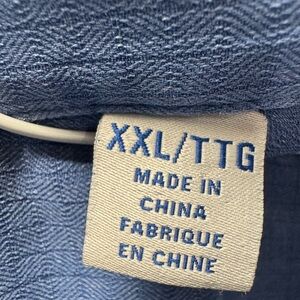 XXL/TTG
MADE IN
CHINA
FABRIQUE
EN CHINE